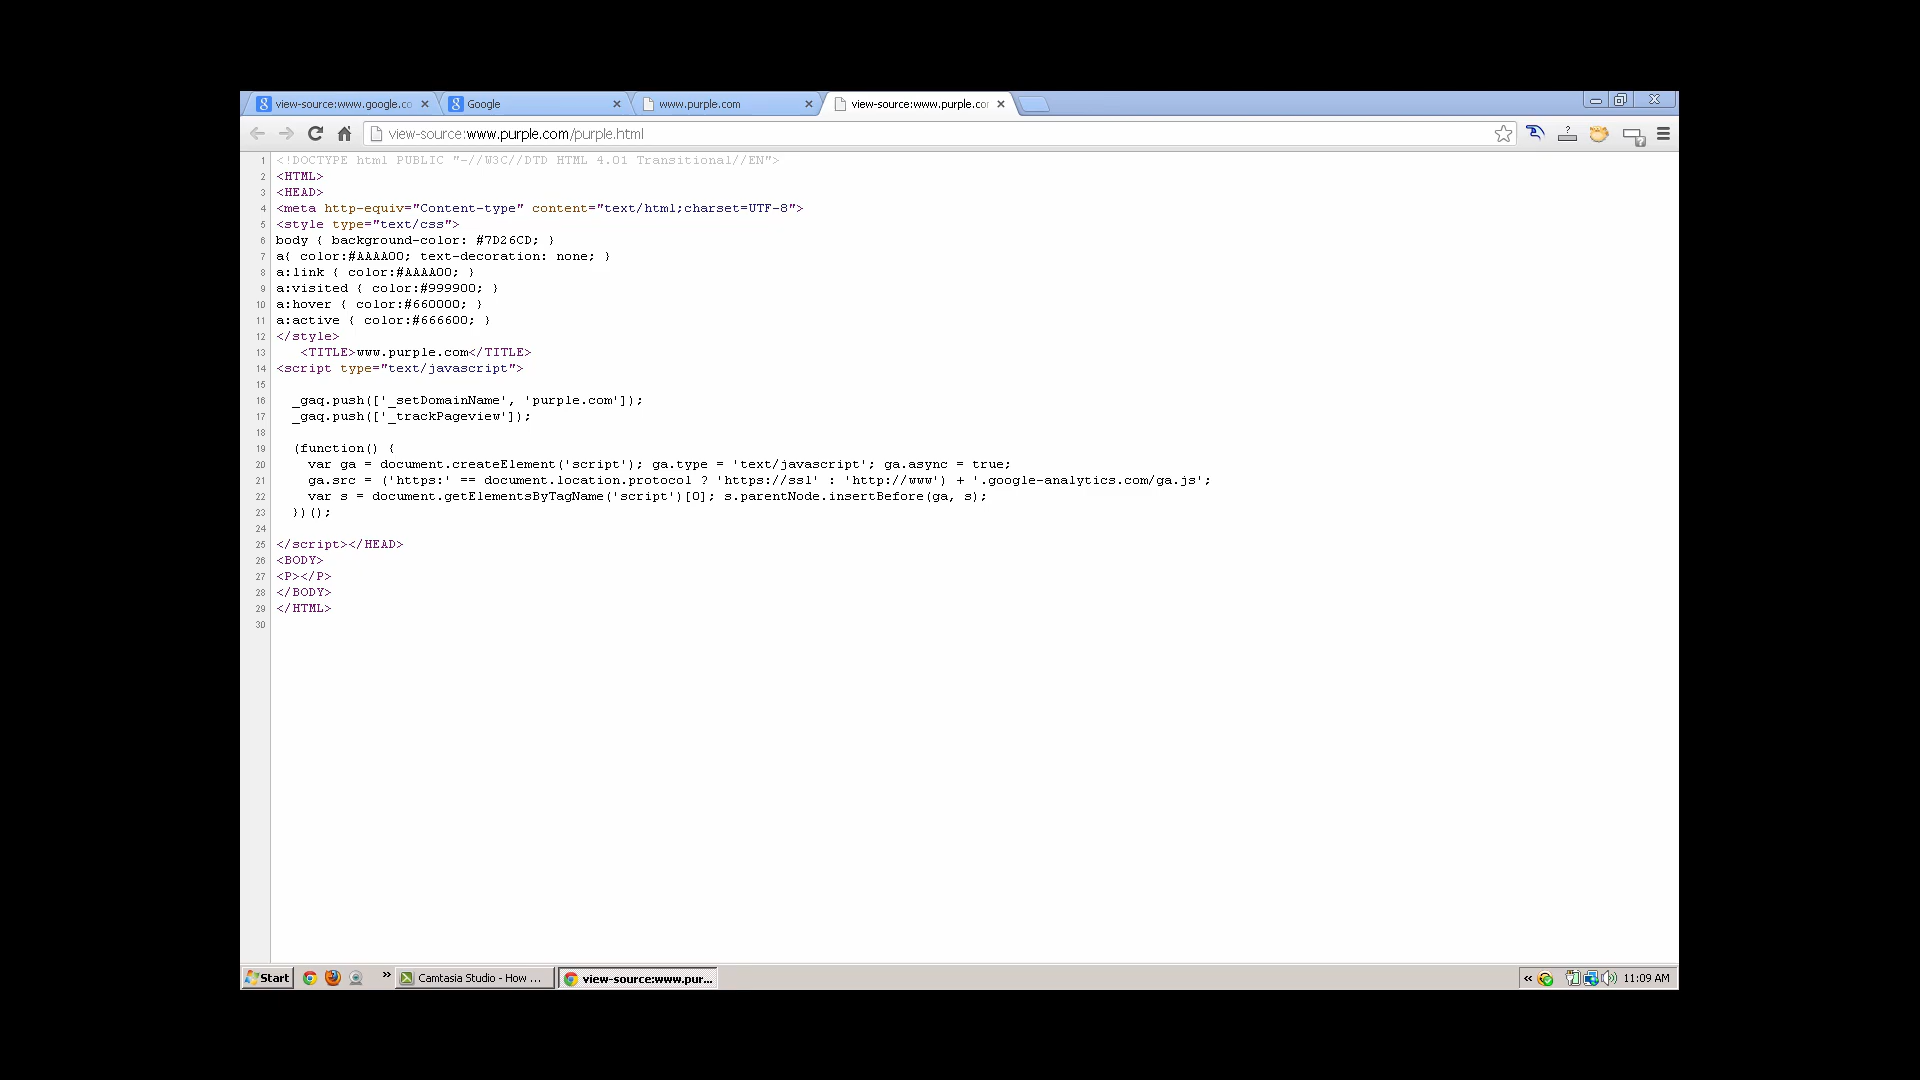 view-source:www.google.co
Google
www.purple.com
view-source:www.purple.co
view-source:www.purple.com/purple.html
1 <!DOCTYPE html PUBLIC "-//W3C//DTD HTML 4.01 Transitional//EN">
2 <HTML>
3 <HEAD>
4 <meta http-equiv="Content-type" content="text/html;charset=UTF-8">
5 <style type="text/css">
6 body { background-color: #7D26CD; }
7 a{ color:#AAAA00; text-decoration: none; }
8 a:link { color:#AAAA00; }
9 a:visited { color:#999900; }
10 a:hover { color:#660000; }
11 a:active { color:#666600; }
12 </style>
13 <TITLE>www.purple.com</TITLE>
14 <script type="text/javascript">
15
16 _gaq.push(['_setDomainName', 'purple.com']);
17 _gaq.push(['_trackPageview']);
18
19 (function() {
20 var ga = document.createElement('script'); ga.type = 'text/javascript'; ga.async = true;
21 ga.src = ('https:' == document.location.protocol ? 'https://ssl' : 'http://www') + '.google-analytics.com/ga.js';
22 var s = document.getElementsByTagName('script')[0]; s.parentNode.insertBefore(ga, s);
23 })();
24
25 </script></HEAD>
26 <BODY>
27 <P></P>
28 </BODY>
29 </HTML>
30
Start
Camtasia Studio - How ...
view-source:www.pur...
11:09 AM